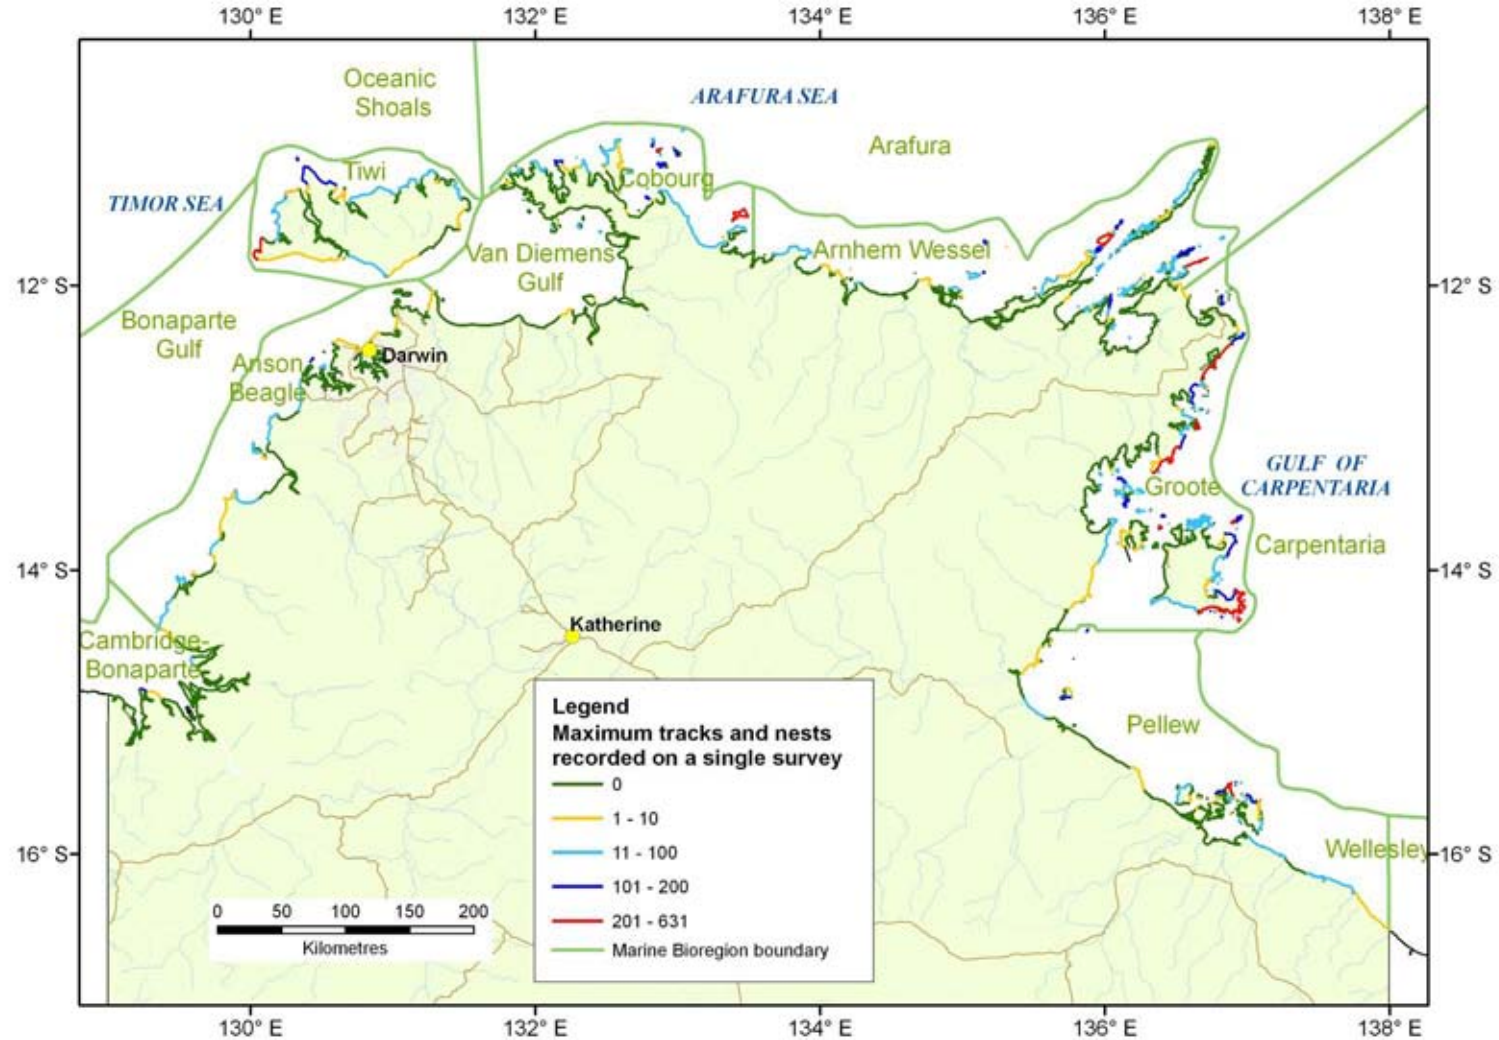 130° E
132° E
134° E
136° E
138° E
Oceanic
Shoals
ARAFURA SEA
Arafura
Tiwi
Cobourg
TIMOR SEA
Van Diemens
Gulf
Arnhem Wessel
12° S
12° S
Bonaparte
Gulf
Anson
Beagle
Darwin
GULF OF
CARPENTARIA
Groote
Carpentaria
14° S
14° S
Cambridge-
Bonaparte
Katherine
Pellew
Legend
Maximum tracks and nests
recorded on a single survey
0
1 - 10
11 - 100
101 - 200
201 - 631
Marine Bioregion boundary
16° S
Wellesley
16° S
0 50 100 150 200
Kilometres
130° E
132° E
134° E
136° E
138° E